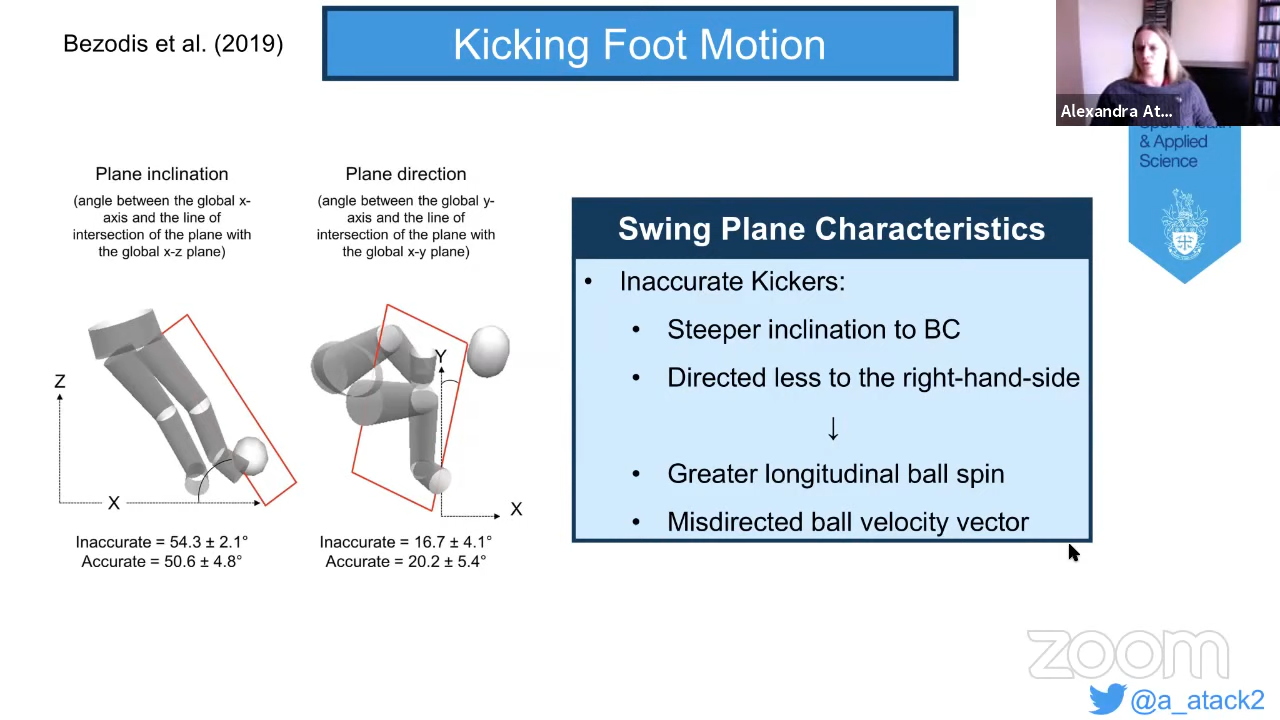 Bezodis et al. (2019)
Kicking Foot Motion
Alexandra At...
& Applied
Science
Plane inclination
(angle between the global x-
axis and the line of
intersection of the plane with
the global x-z plane)
Plane direction
(angle between the global y-
axis and the line of
intersection of the plane with
the global x-y plane)
Z
X
Y
X
Inaccurate = 54.3 ± 2.1°
Accurate = 50.6 ± 4.8°
Inaccurate = 16.7 ± 4.1°
Accurate = 20.2 ± 5.4°
Swing Plane Characteristics
• Inaccurate Kickers:
• Steeper inclination to BC
• Directed less to the right-hand-side
↓
• Greater longitudinal ball spin
• Misdirected ball velocity vector
zoom
@a_atack2